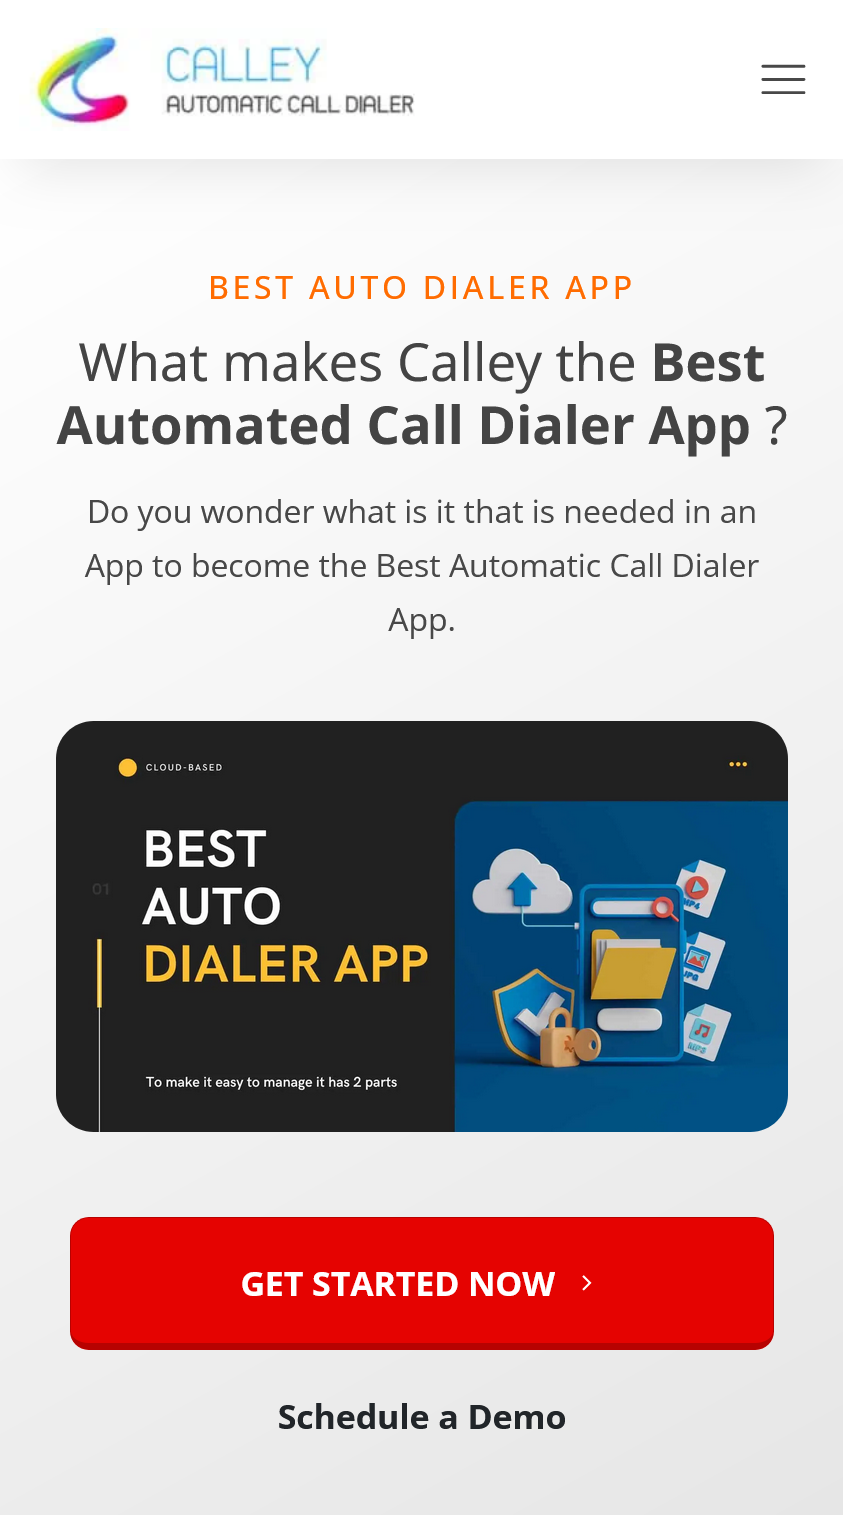 CALLEY
AUTOMATIC CALL DIALER
BEST AUTO DIALER APP
What makes Calley the Best
Automated Call Dialer App ?
Do you wonder what is it that is needed in an
App to become the Best Automatic Call Dialer
App.
CLOUD-BASED
BEST
AUTO
DIALER APP
01
To make it easy to manage it has 2 parts
MP4
JPG
MP3
GET STARTED NOW
Schedule a Demo